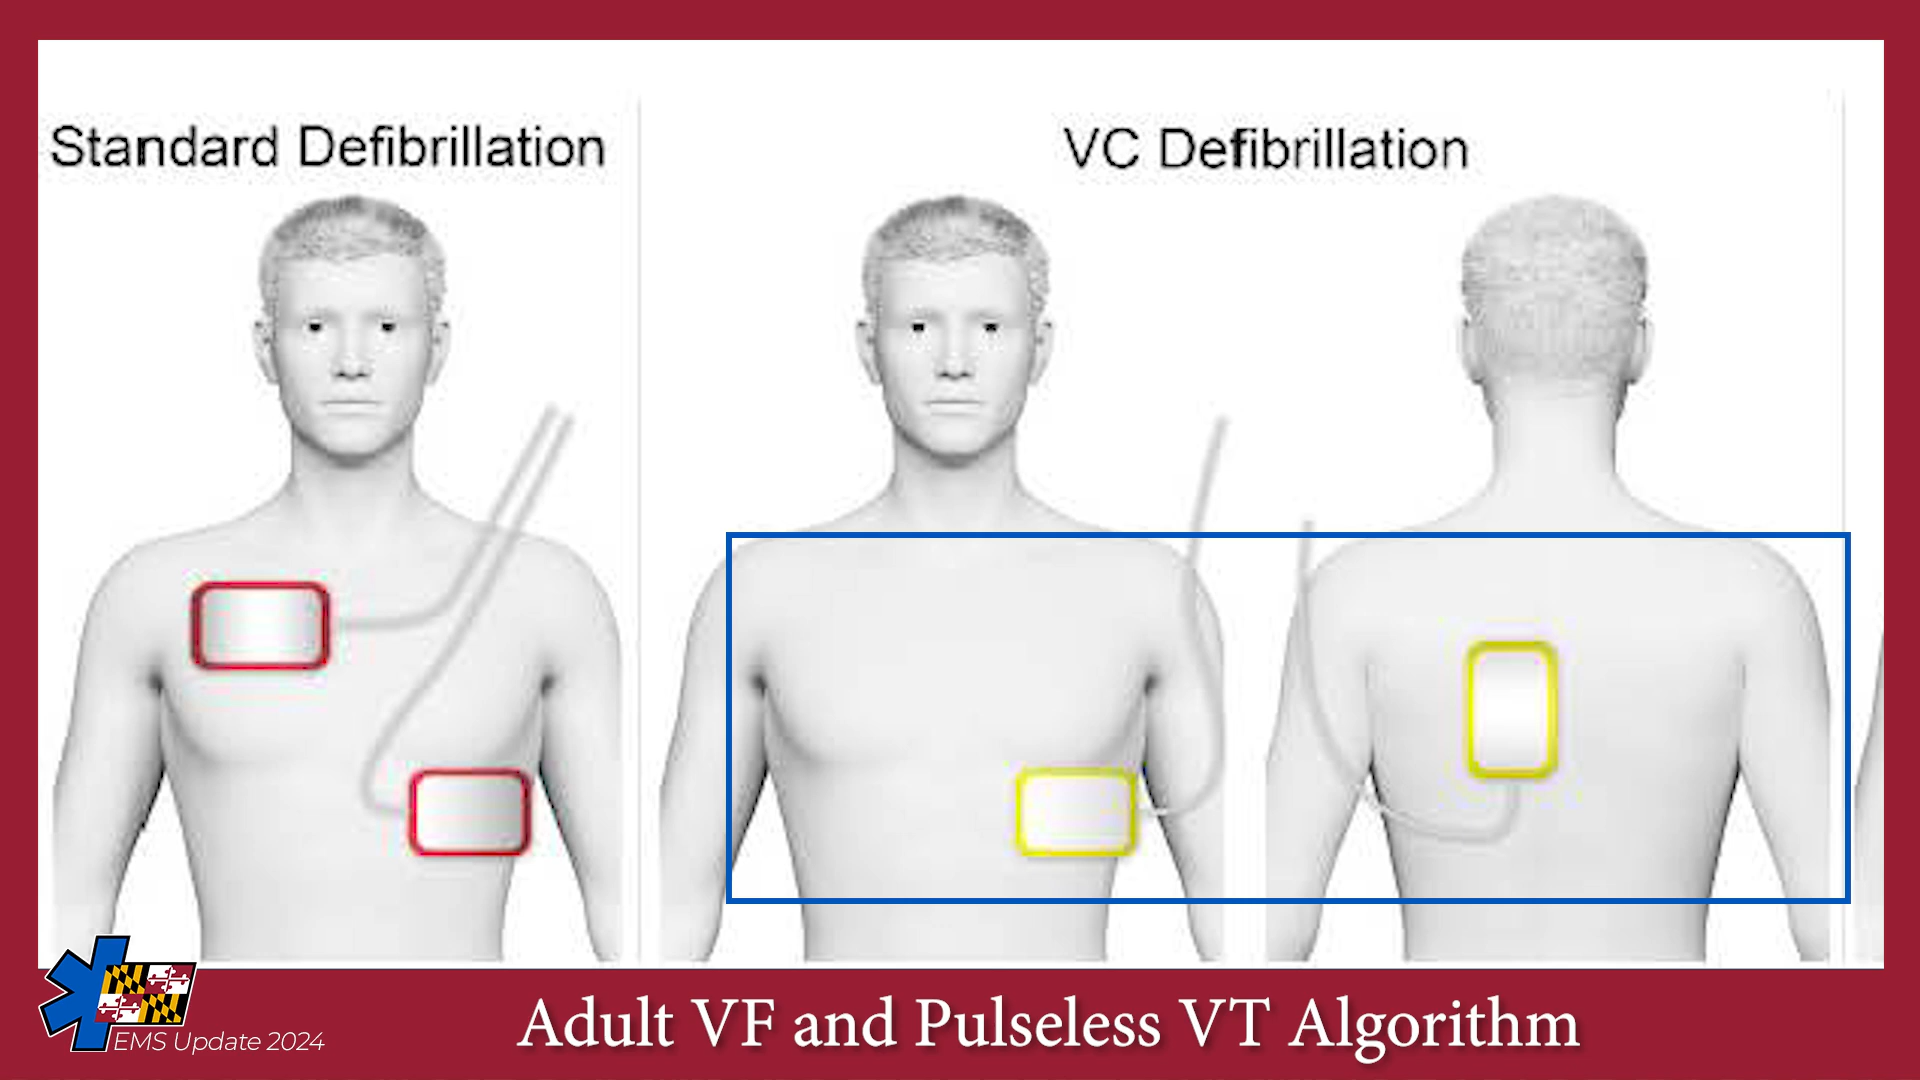 Standard Defibrillation
VC Defibrillation
EMS Update 2024
Adult VF and Pulseless VT Algorithm